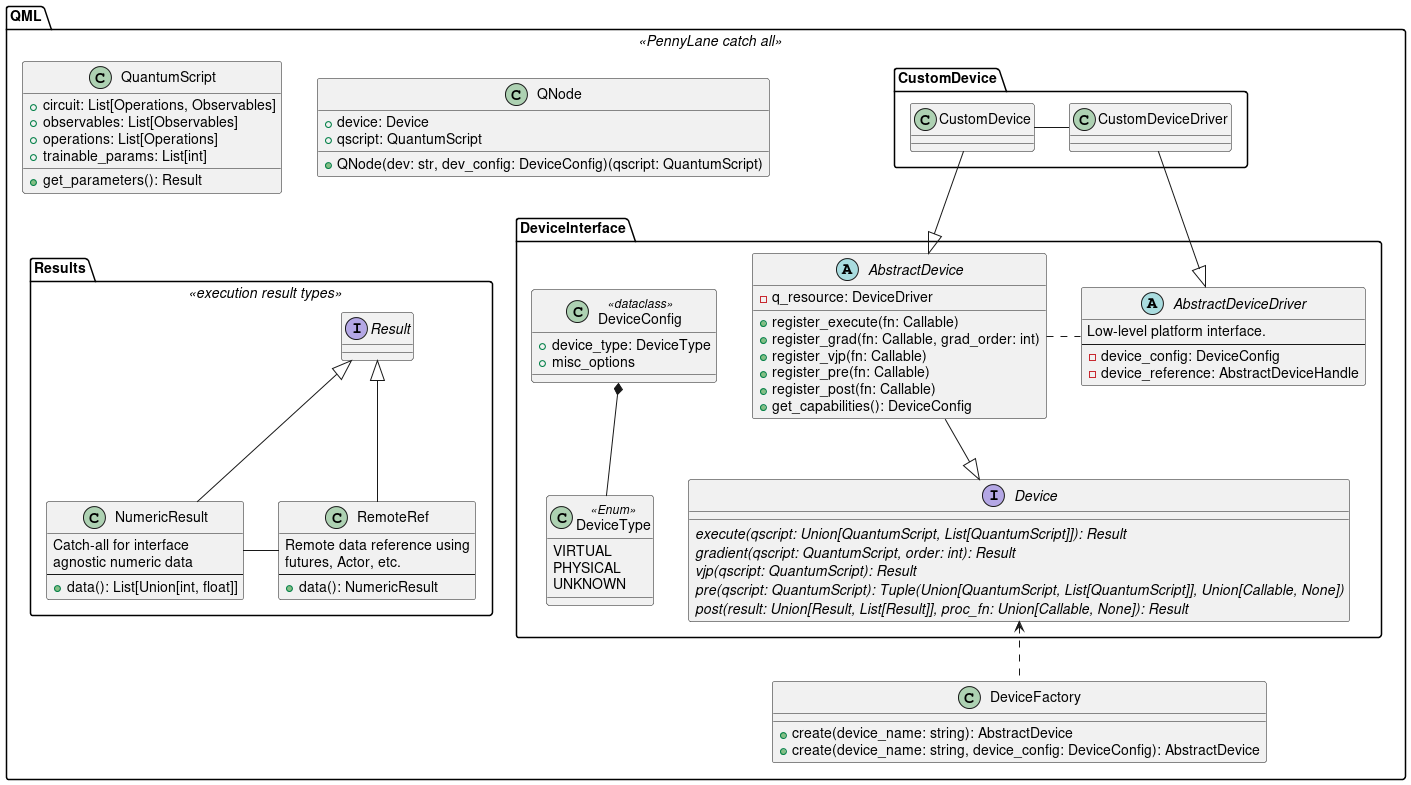 QML
«PennyLane catch all»
C QuantumScript
circuit: List[Operations, Observables]
observables: List[Observables]
operations: List[Operations]
trainable_params: List[int]
get_parameters(): Result
C QNode
device: Device
qscript: QuantumScript
QNode(dev: str, dev_config: DeviceConfig)(qscript: QuantumScript)
CustomDevice
C CustomDevice
C CustomDeviceDriver
Results
«execution result types»
I Result
C NumericResult
Catch-all for interface
agnostic numeric data
data(): List[Union[int, float]]
C RemoteRef
Remote data reference using
futures, Actor, etc.
data(): NumericResult
DeviceInterface
C «dataclass»
DeviceConfig
device_type: DeviceType
misc_options
A AbstractDevice
q_resource: DeviceDriver
register_execute(fn: Callable)
register_grad(fn: Callable, grad_order: int)
register_vjp(fn: Callable)
register_pre(fn: Callable)
register_post(fn: Callable)
get_capabilities(): DeviceConfig
A AbstractDeviceDriver
Low-level platform interface.
device_config: DeviceConfig
device_reference: AbstractDeviceHandle
C «Enum»
DeviceType
VIRTUAL
PHYSICAL
UNKNOWN
I Device
execute(qscript: Union[QuantumScript, List[QuantumScript]]): Result
gradient(qscript: QuantumScript, order: int): Result
vjp(qscript: QuantumScript): Result
pre(qscript: QuantumScript): Tuple(Union[QuantumScript, List[QuantumScript]], Union[Callable, None])
post(result: Union[Result, List[Result]], proc_fn: Union[Callable, None]): Result
C DeviceFactory
create(device_name: string): AbstractDevice
create(device_name: string, device_config: DeviceConfig): AbstractDevice